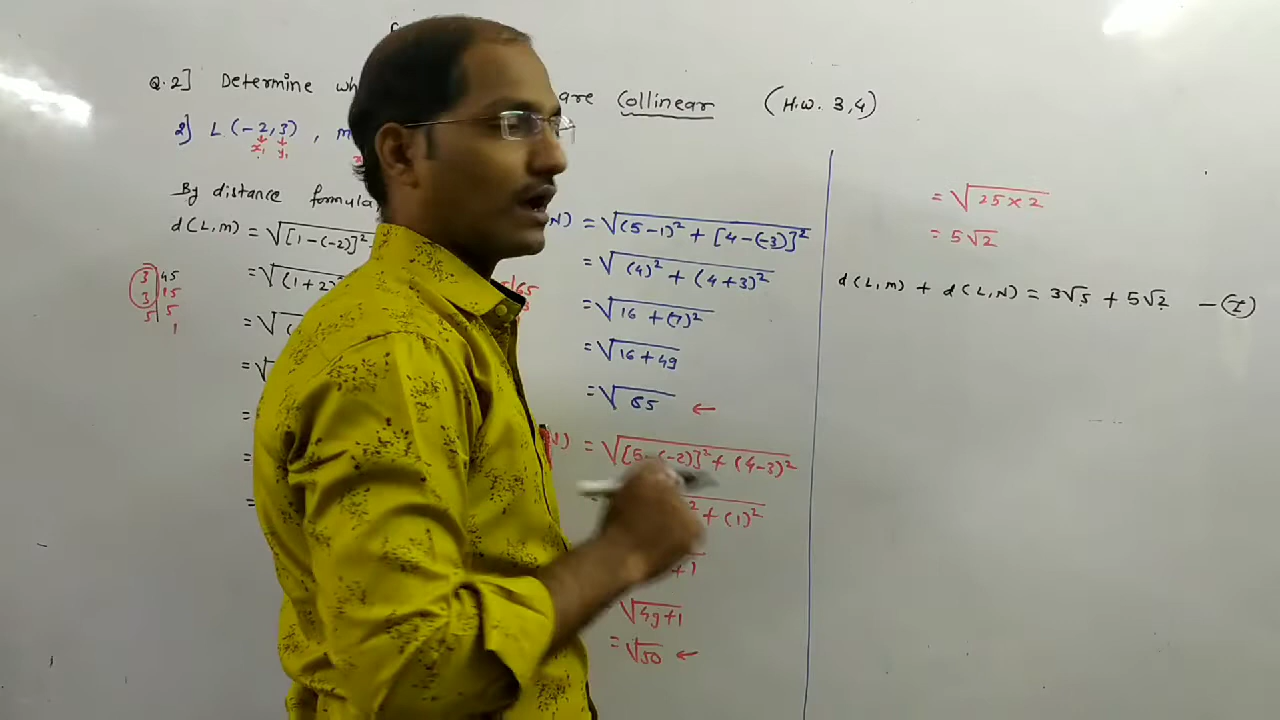 Q.2] Determine are Collinear (H.W. 3,4)
2] L (-2,3) ,
x₁ y₁
By distance formula
d(L,m) = √[1-(-2)]²
= √(1+2)
= √(
= √
=
=
=
3 | 45
3 | 15
5 | 5
1
65
N) = √(5-1)² + [4-(-3)]²
= √(4)² + (4+3)²
= √16 + (7)²
= √16+49
= √65 ←
N) = √[5-(-2)]² + (4-3)²
² + (1)²
+1
√49+1
= √50 ←
= √25×2
= 5√2
d(L,m) + d(L,N) = 3√5 + 5√2 — (I)